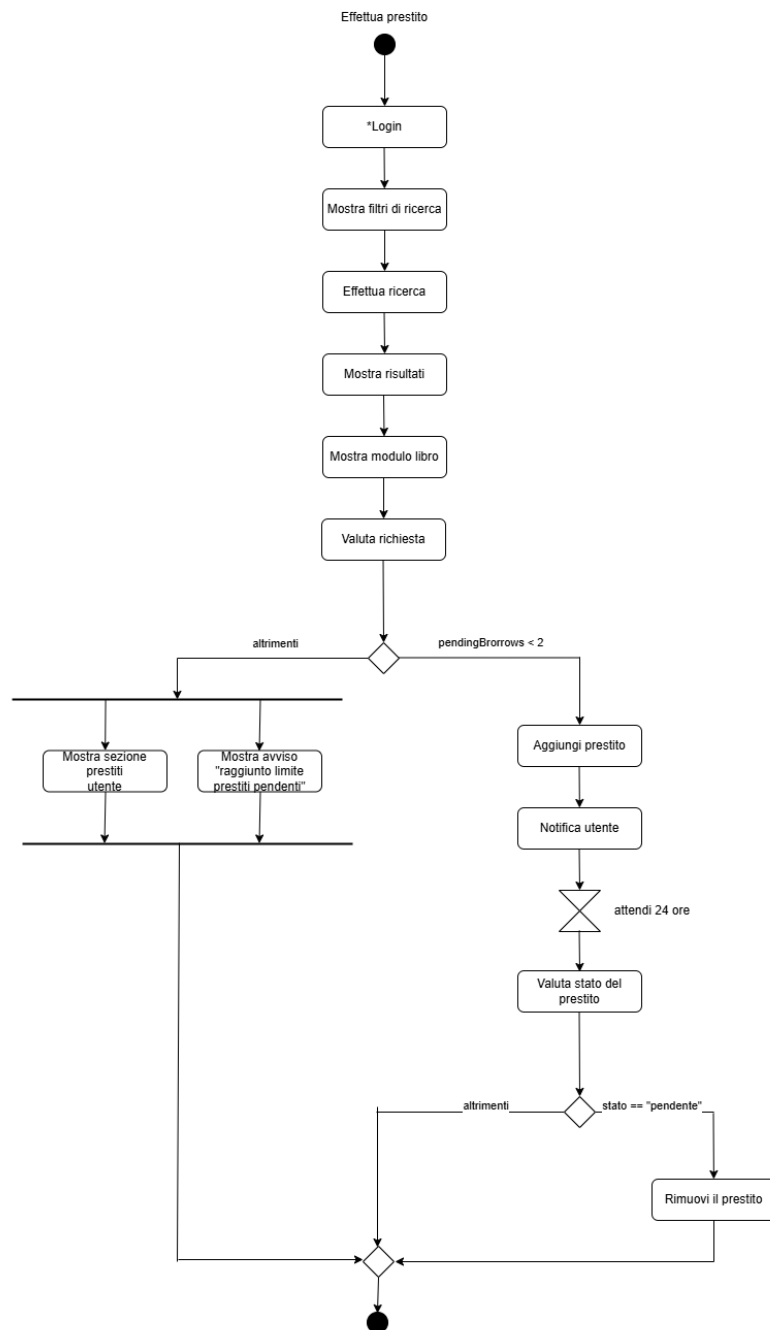 Effettua prestito
*Login
Mostra filtri di ricerca
Effettua ricerca
Mostra risultati
Mostra modulo libro
Valuta richiesta
altrimenti
pendingBrorrows < 2
Mostra sezione
prestiti
utente
Mostra avviso
"raggiunto limite
prestiti pendenti"
Aggiungi prestito
Notifica utente
attendi 24 ore
Valuta stato del
prestito
altrimenti
stato == "pendente"
Rimuovi il prestito